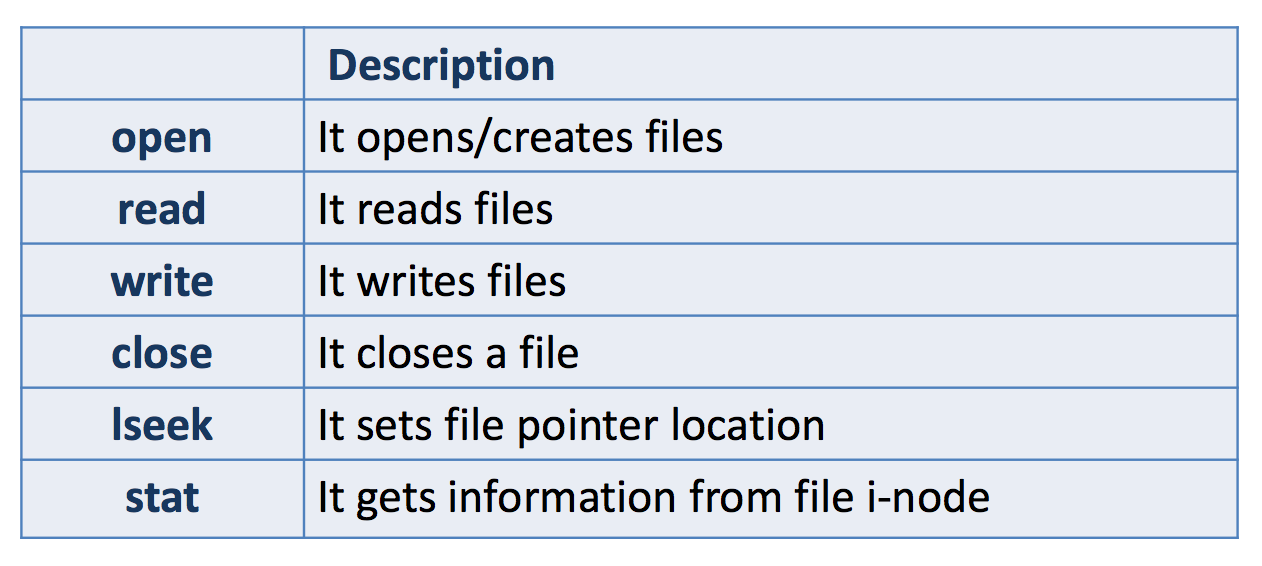 Description
open It opens/creates files
read It reads files
write It writes files
close It closes a file
lseek It sets file pointer location
stat It gets information from file i-node